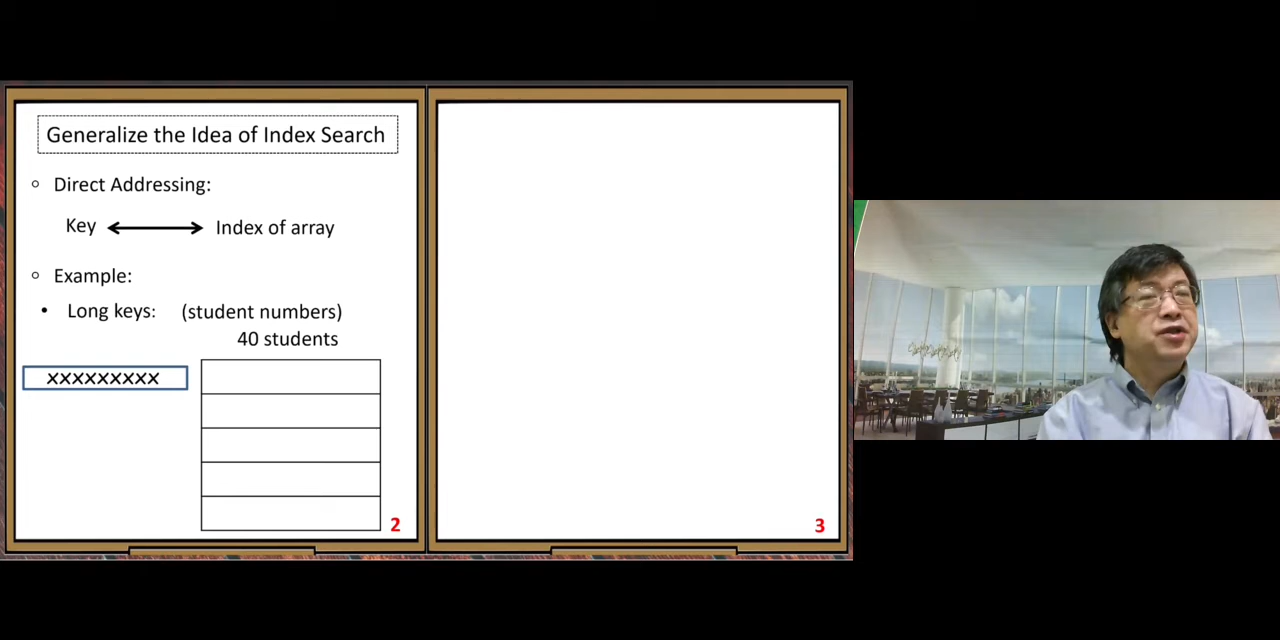 Generalize the Idea of Index Search
Direct Addressing:
Key Index of array
Example:
Long keys: (student numbers)
40 students
xxxxxxxxx
2
3